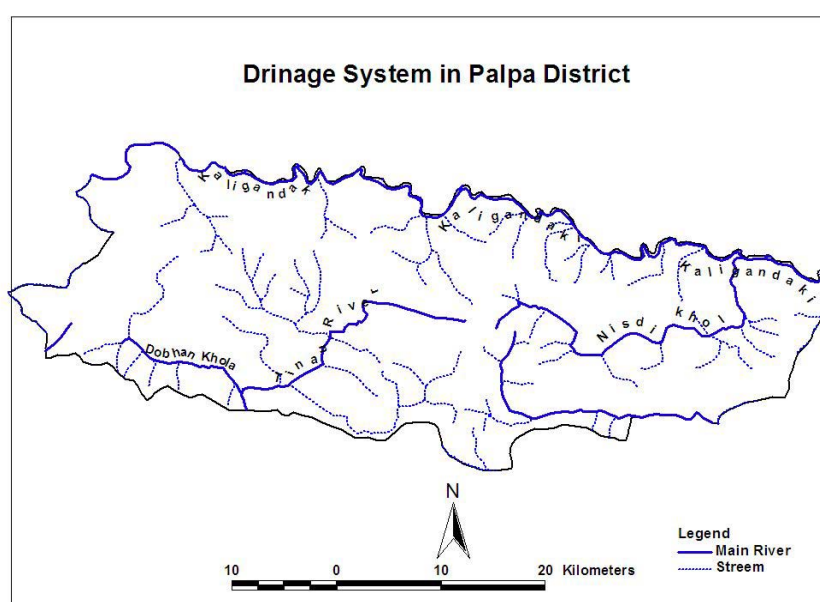 Drinage System in Palpa District
Kaligandak
Kaligandaki
Kaligandaki
Nisdi khol
Tinau River
Dobhan Khola
N
Legend
Main River
Streem
10 0 10 20 Kilometers